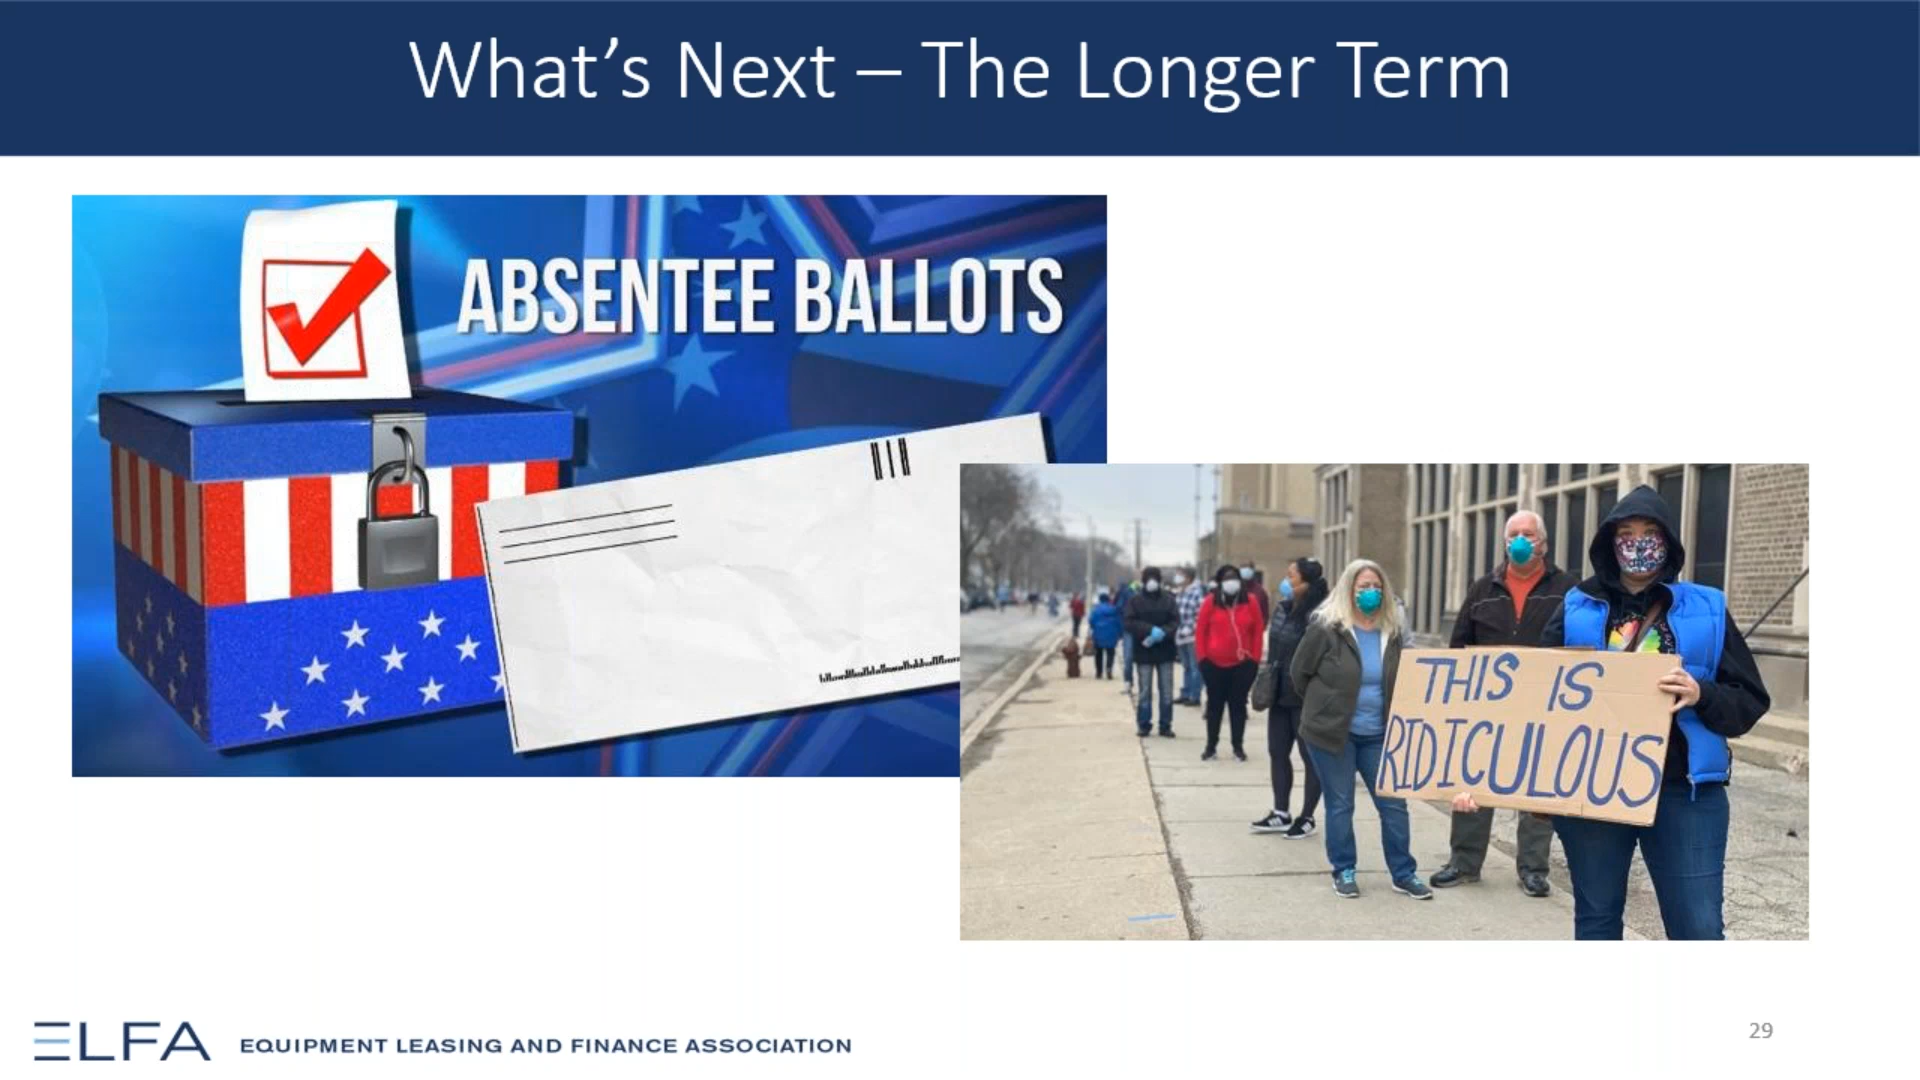 What's Next – The Longer Term
ABSENTEE BALLOTS
THIS IS
RIDICULOUS
ELFA EQUIPMENT LEASING AND FINANCE ASSOCIATION
29